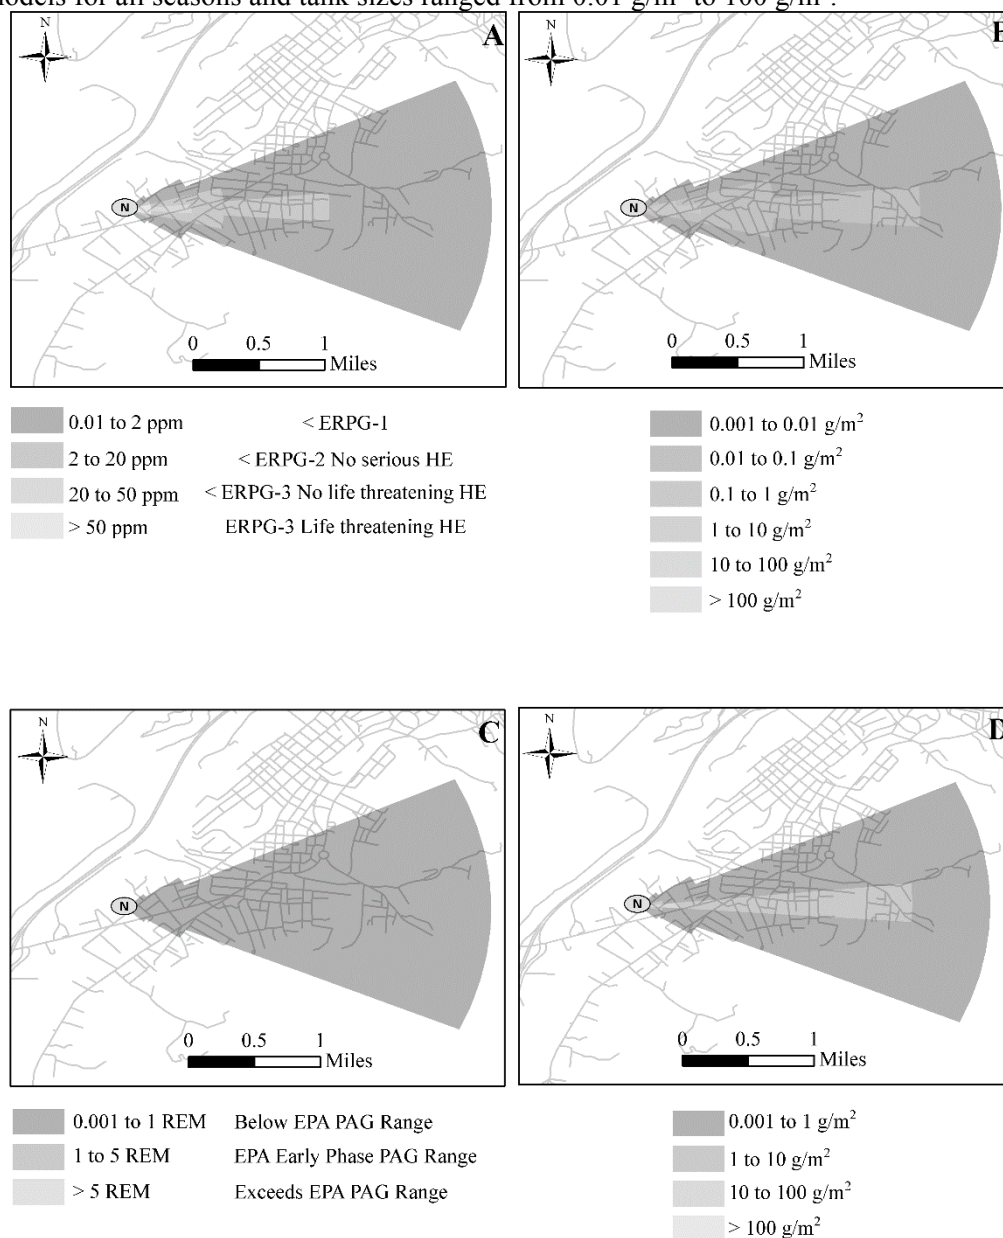 odels for all seasons and tank sizes ranged from 0.01 g/m² to 100 g/m².
A
N
N
0 0.5 1
Miles
N
N
0 0.5 1
Miles
0.01 to 2 ppm < ERPG-1
2 to 20 ppm < ERPG-2 No serious HE
20 to 50 ppm < ERPG-3 No life threatening HE
> 50 ppm ERPG-3 Life threatening HE
0.001 to 0.01 g/m²
0.01 to 0.1 g/m²
0.1 to 1 g/m²
1 to 10 g/m²
10 to 100 g/m²
> 100 g/m²
C
N
N
0 0.5 1
Miles
D
N
N
0 0.5 1
Miles
0.001 to 1 REM Below EPA PAG Range
1 to 5 REM EPA Early Phase PAG Range
> 5 REM Exceeds EPA PAG Range
0.001 to 1 g/m²
1 to 10 g/m²
10 to 100 g/m²
> 100 g/m²